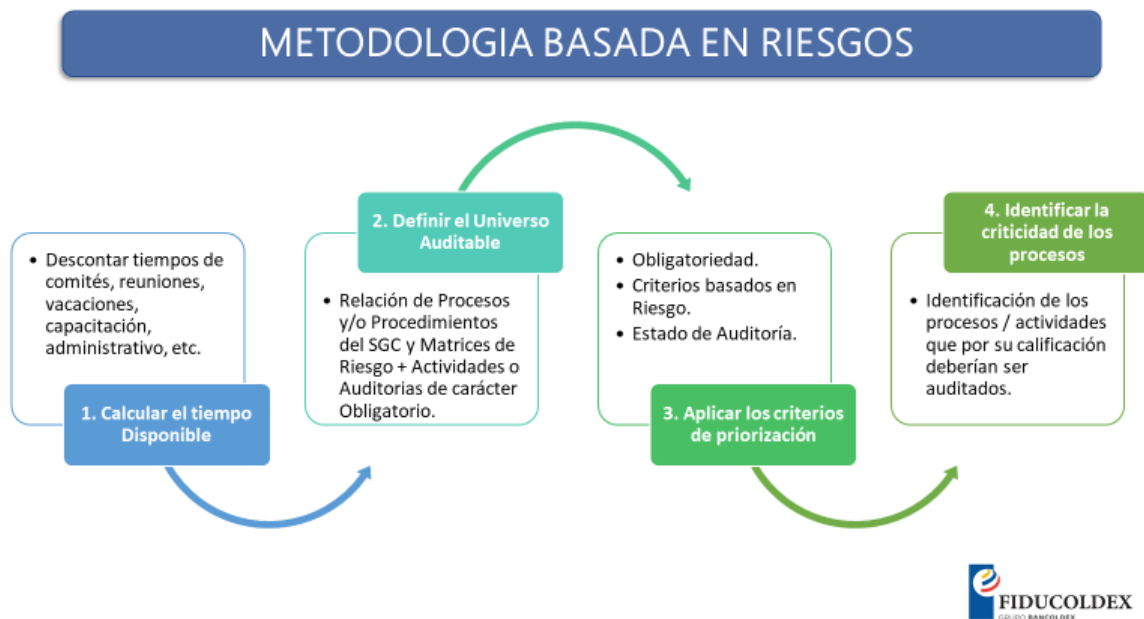 METODOLOGIA BASADA EN RIESGOS
• Descontar tiempos de
comités, reuniones,
vacaciones,
capacitación,
administrativo, etc.
1. Calcular el tiempo
Disponible
2. Definir el Universo
Auditable
• Relación de Procesos
y/o Procedimientos
del SGC y Matrices de
Riesgo + Actividades o
Auditorias de carácter
Obligatorio.
• Obligatoriedad.
• Criterios basados en
Riesgo.
• Estado de Auditoría.
3. Aplicar los criterios
de priorización
4. Identificar la
criticidad de los
procesos
• Identificación de los
procesos / actividades
que por su calificación
deberían ser
auditados.
FIDUCOLDEX
GRUPO BANCOLDEX